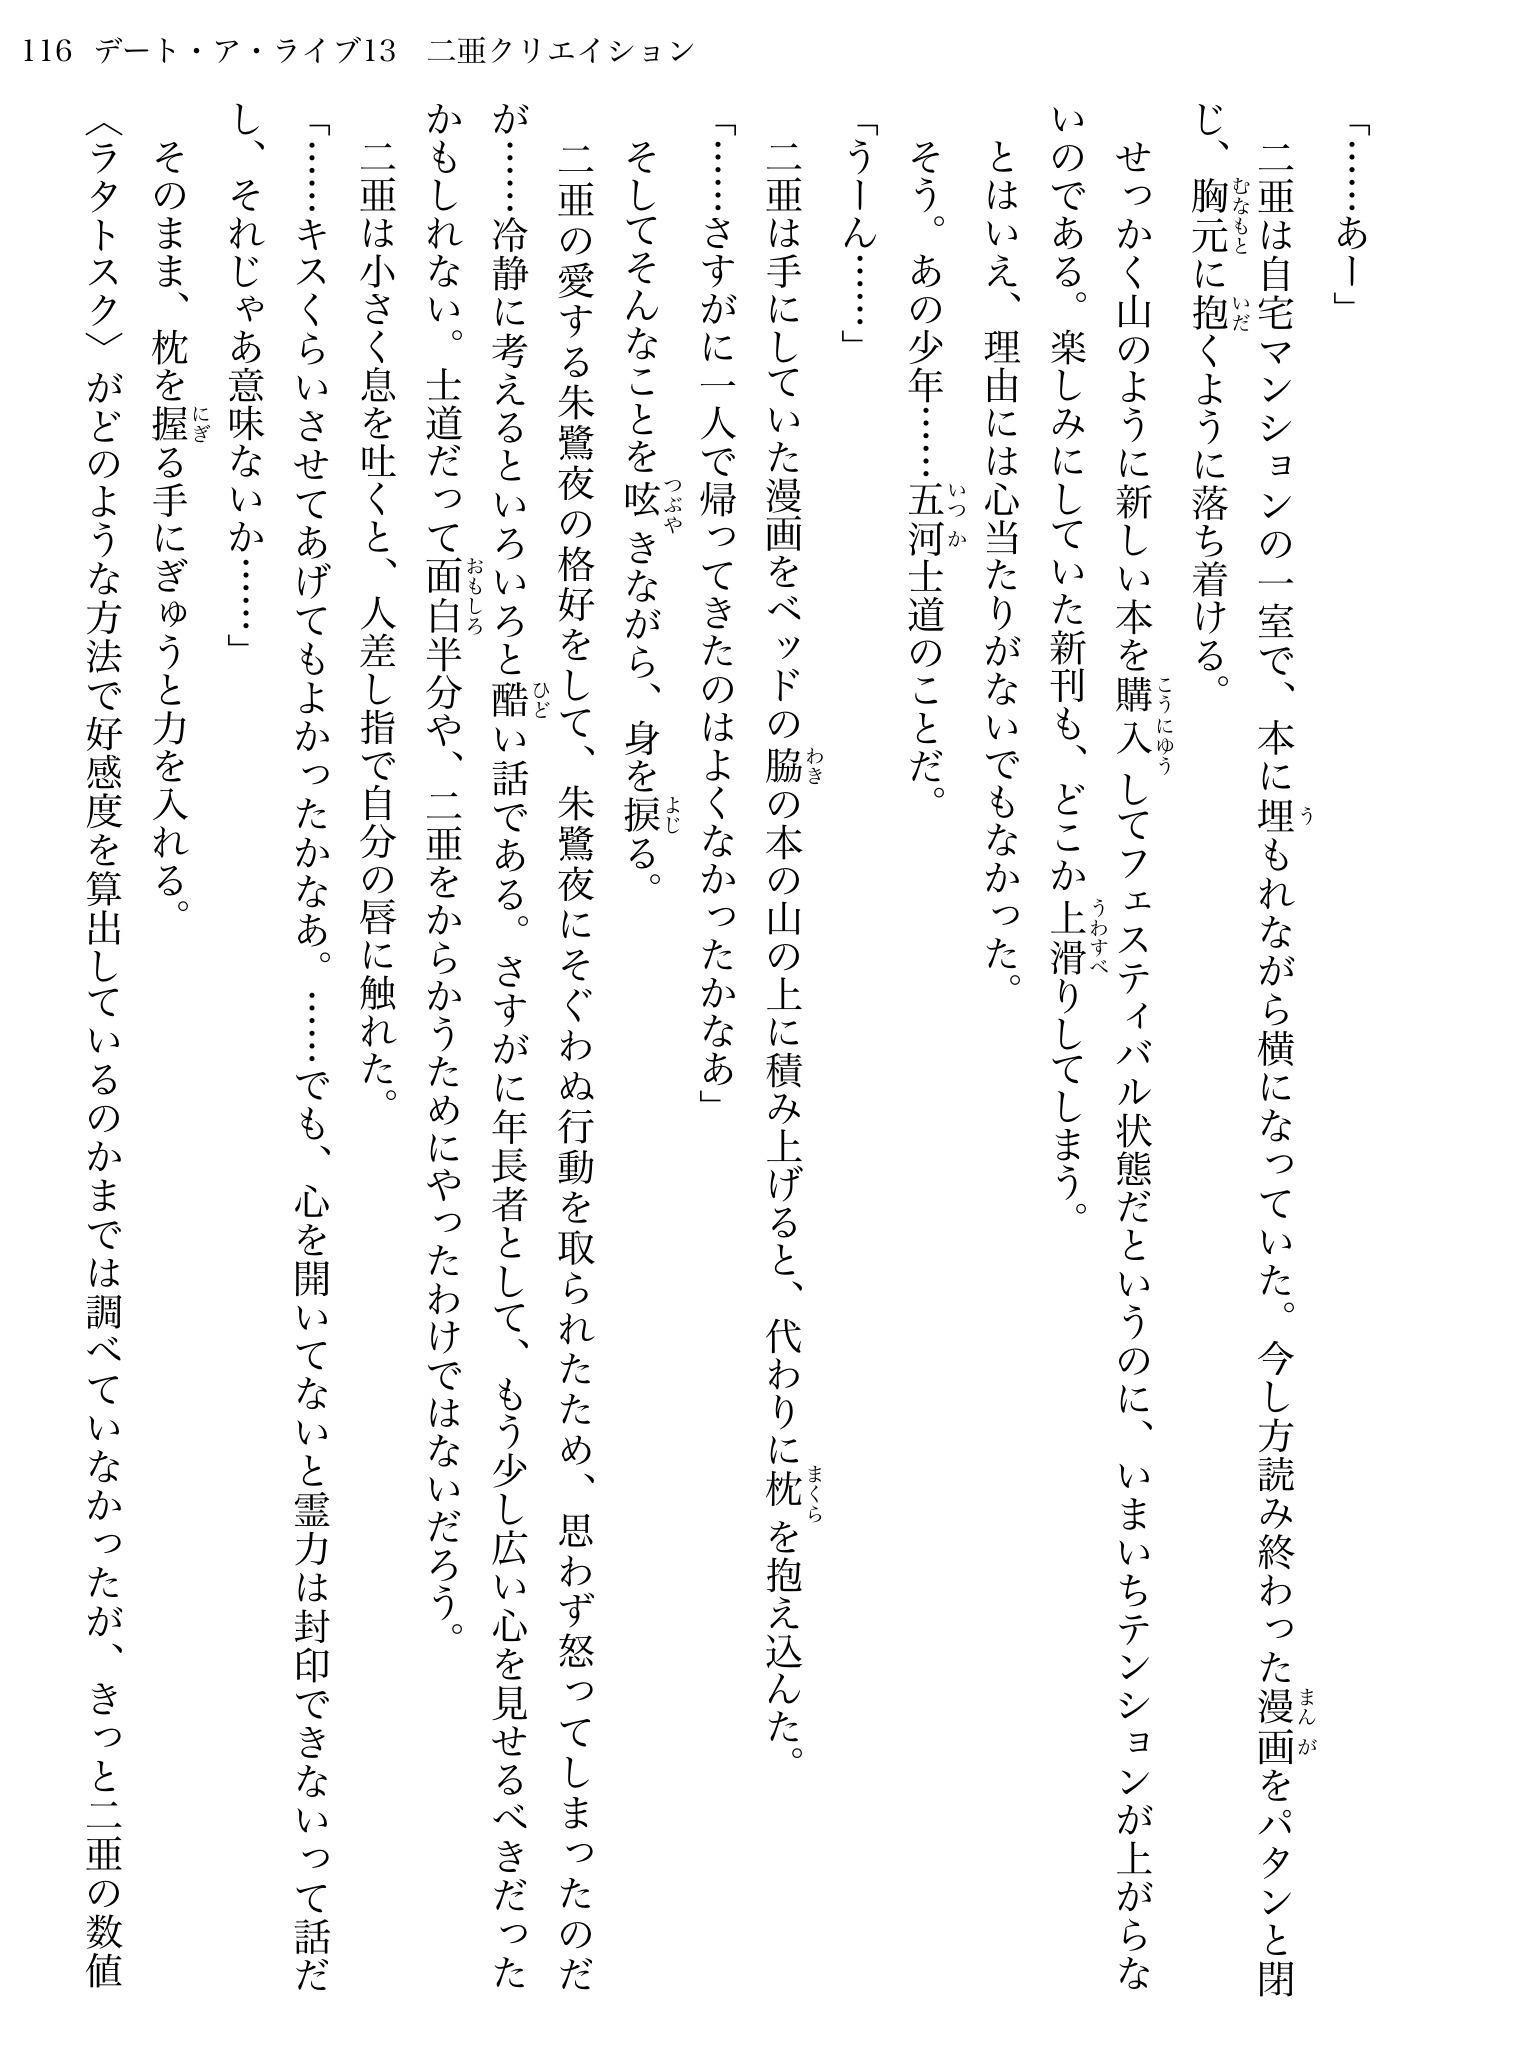 116 デート・ア・ライブ13　二亜クリエイション
「……あー」
　二亜は自宅マンションの一室で、本に埋もれながら横になっていた。今し方読み終わった漫画をパタンと閉
じ、胸元に抱くように落ち着ける。
　せっかく山のように新しい本を購入してフェスティバル状態だというのに、いまいちテンションが上がらな
いのである。楽しみにしていた新刊も、どこか上滑りしてしまう。
　とはいえ、理由には心当たりがないでもなかった。
　そう。あの少年……五河士道のことだ。
「うーん……」
　二亜は手にしていた漫画をベッドの脇の本の山の上に積み上げると、代わりに枕を抱え込んだ。
「……さすがに一人で帰ってきたのはよくなかったかなあ」
　そしてそんなことを呟きながら、身を捩る。
　二亜の愛する朱鷺夜の格好をして、朱鷺夜にそぐわぬ行動を取られたため、思わず怒ってしまったのだ
が……冷静に考えるといろいろと酷い話である。さすがに年長者として、もう少し広い心を見せるべきだった
かもしれない。士道だって面白半分や、二亜をからかうためにやったわけではないだろう。
　二亜は小さく息を吐くと、人差し指で自分の唇に触れた。
「……キスくらいさせてあげてもよかったかなあ。……でも、心を開いてないと霊力は封印できないって話だ
し、それじゃあ意味ないか……」
　そのまま、枕を握る手にぎゅうと力を入れる。
〈ラタトスク〉がどのような方法で好感度を算出しているのかまでは調べていなかったが、きっと二亜の数値